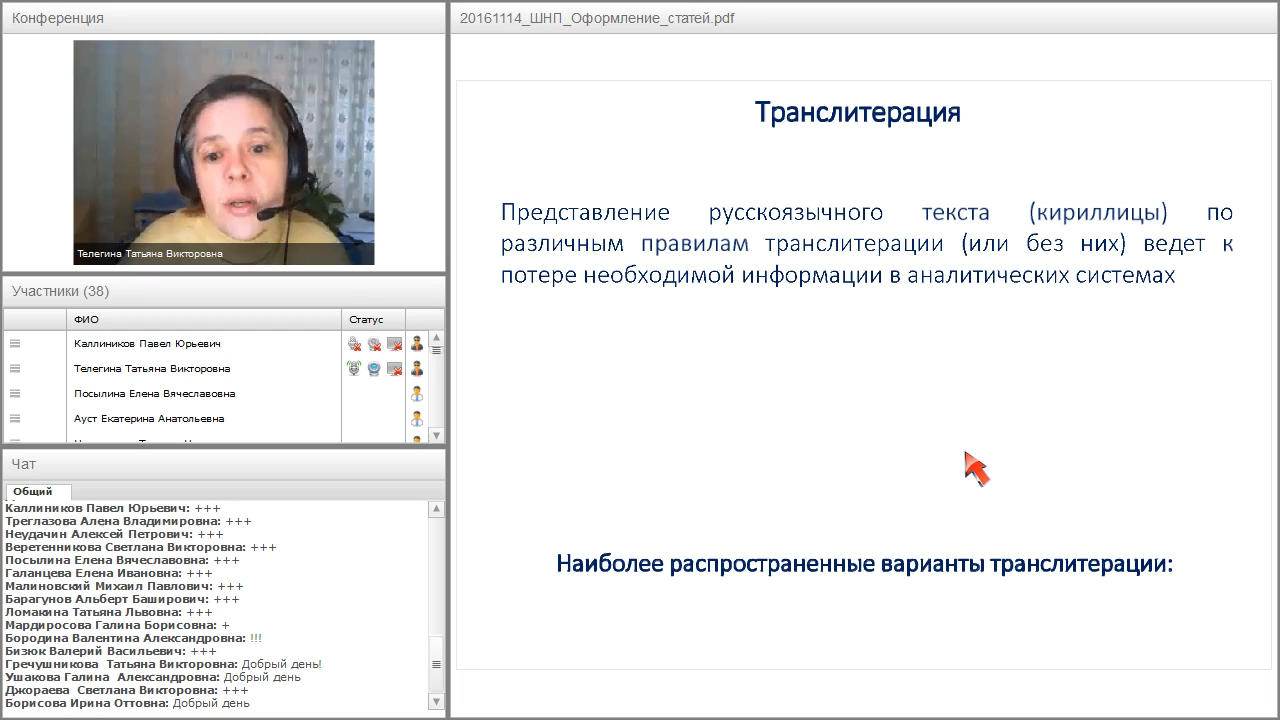 Конференция
Телегина Татьяна Викторовна
Участники (38)
ФИО Статус
Каллиников Павел Юрьевич
Телегина Татьяна Викторовна
Посылина Елена Вячеславовна
Ауст Екатерина Анатольевна
Чат
Общий
Каллиников Павел Юрьевич: +++
Треглазова Алена Владимировна: +++
Неудачин Алексей Петрович: +++
Веретенникова Светлана Викторовна: +++
Посылина Елена Вячеславовна: +++
Галанцева Елена Ивановна: +++
Малиновский Михаил Павлович: +++
Барагунов Альберт Баширович: +++
Ломакина Татьяна Львовна: +++
Мардиросова Галина Борисовна: +
Бородина Валентина Александровна: !!!
Бизюк Валерий Васильевич: +++
Гречушникова Татьяна Викторовна: Добрый день!
Ушакова Галина Александровна: Добрый день
Джораева Светлана Викторовна: +++
Борисова Ирина Оттовна: Добрый день
20161114_ШНП_Оформление_статей.pdf
Транслитерация
Представление русскоязычного текста (кириллицы) по
различным правилам транслитерации (или без них) ведет к
потере необходимой информации в аналитических системах
Наиболее распространенные варианты транслитерации: